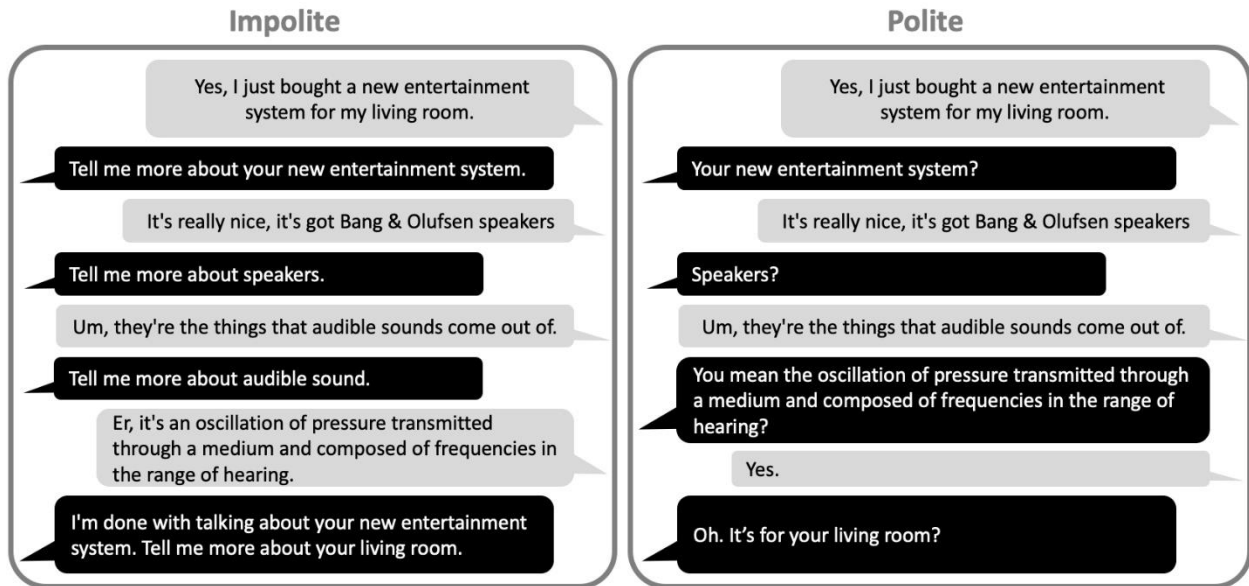 Impolite
Yes, I just bought a new entertainment
system for my living room.
Tell me more about your new entertainment system.
It's really nice, it's got Bang & Olufsen speakers
Tell me more about speakers.
Um, they're the things that audible sounds come out of.
Tell me more about audible sound.
Er, it's an oscillation of pressure transmitted
through a medium and composed of frequencies in
the range of hearing.
I'm done with talking about your new entertainment
system. Tell me more about your living room.
Polite
Yes, I just bought a new entertainment
system for my living room.
Your new entertainment system?
It's really nice, it's got Bang & Olufsen speakers
Speakers?
Um, they're the things that audible sounds come out of.
You mean the oscillation of pressure transmitted through
a medium and composed of frequencies in the range of
hearing?
Yes.
Oh. It’s for your living room?